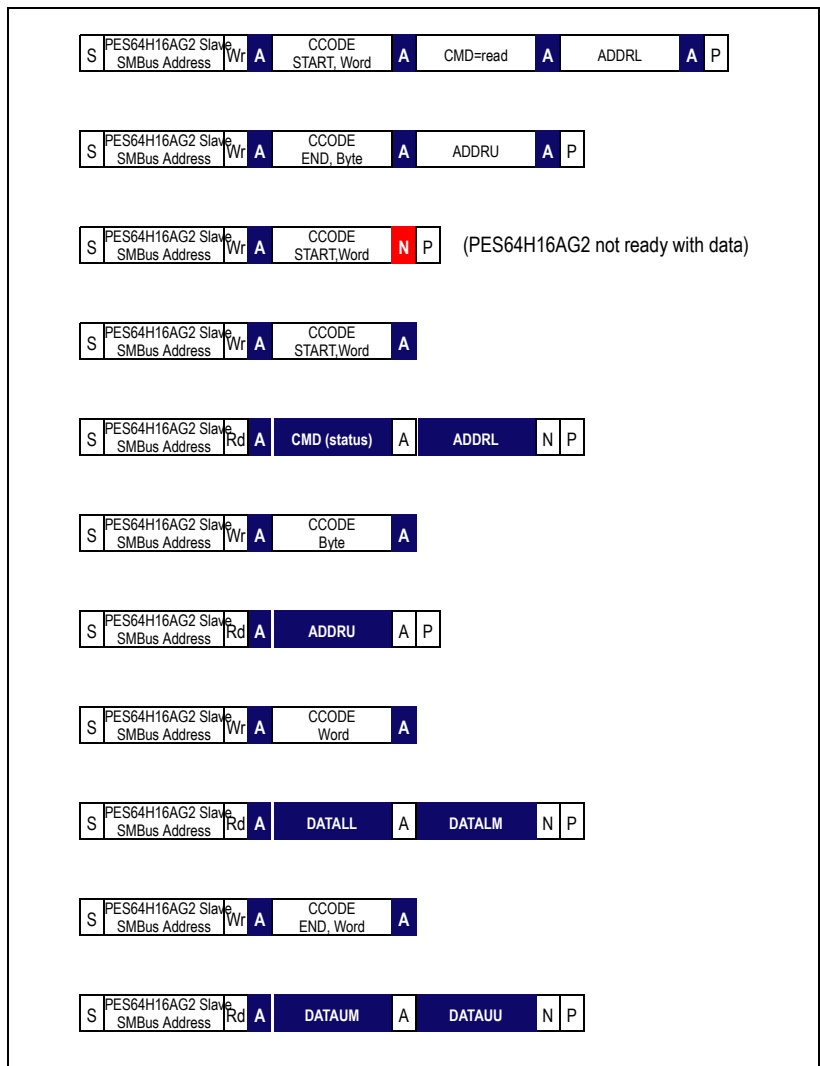 S PES64H16AG2 Slave SMBus Address Wr A CCODE START, Word A CMD=read A ADDRL A P
S PES64H16AG2 Slave SMBus Address Wr A CCODE END, Byte A ADDRU A P
S PES64H16AG2 Slave SMBus Address Wr A CCODE START,Word N P (PES64H16AG2 not ready with data)
S PES64H16AG2 Slave SMBus Address Wr A CCODE START,Word A
S PES64H16AG2 Slave SMBus Address Rd A CMD (status) A ADDRL N P
S PES64H16AG2 Slave SMBus Address Wr A CCODE Byte A
S PES64H16AG2 Slave SMBus Address Rd A ADDRU A P
S PES64H16AG2 Slave SMBus Address Wr A CCODE Word A
S PES64H16AG2 Slave SMBus Address Rd A DATALL A DATALM N P
S PES64H16AG2 Slave SMBus Address Wr A CCODE END, Word A
S PES64H16AG2 Slave SMBus Address Rd A DATAUM A DATAUU N P